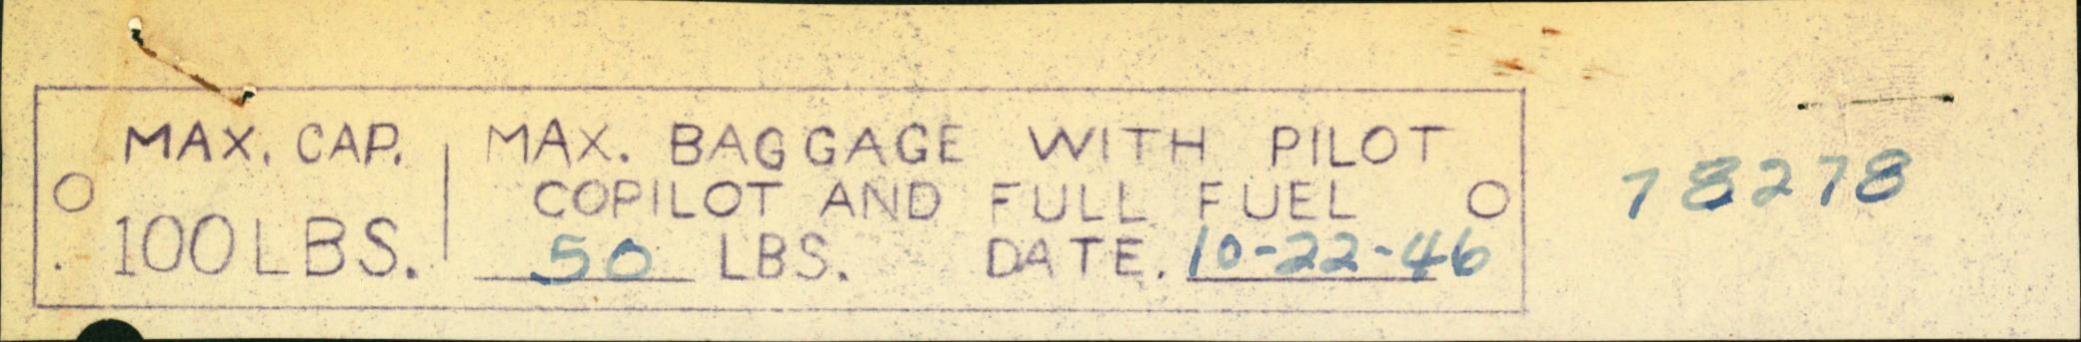 MAX. CAP.
100 LBS.
MAX. BAGGAGE WITH PILOT
COPILOT AND FULL FUEL
50 LBS. DATE. 10-22-46
78278